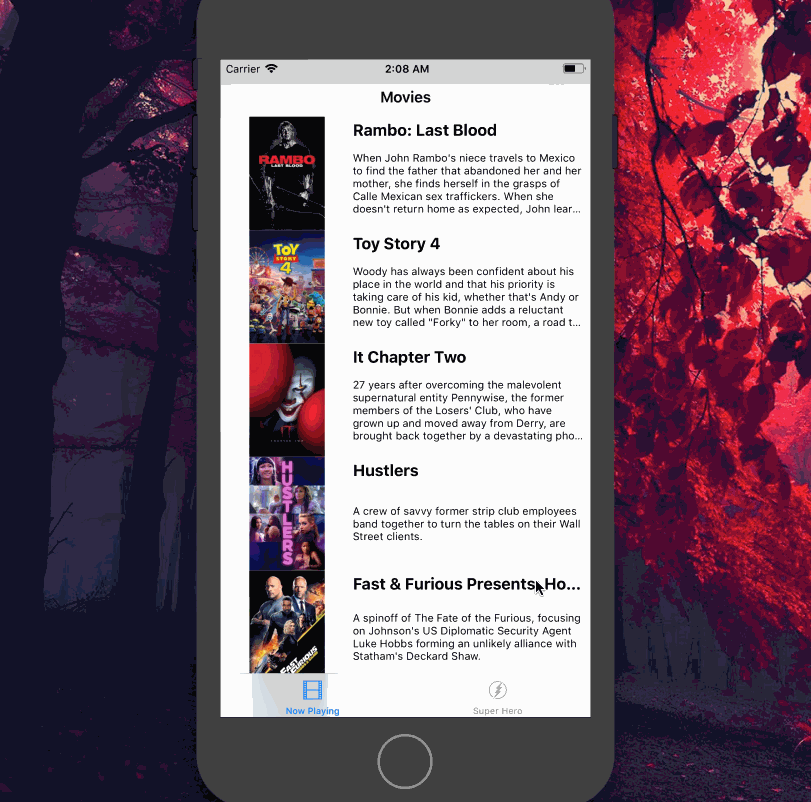 Carrier
2:08 AM
Movies
RAMBO
LAST BLOOD
Rambo: Last Blood
When John Rambo's niece travels to Mexico
to find the father that abandoned her and her
mother, she finds herself in the grasps of
Calle Mexican sex traffickers. When she
doesn't return home as expected, John lear...
TOY
STORY
4
Toy Story 4
Woody has always been confident about his
place in the world and that his priority is
taking care of his kid, whether that's Andy or
Bonnie. But when Bonnie adds a reluctant
new toy called "Forky" to her room, a road t...
IT
CHAPTER TWO
It Chapter Two
27 years after overcoming the malevolent
supernatural entity Pennywise, the former
members of the Losers' Club, who have
grown up and moved away from Derry, are
brought back together by a devastating pho...
HUSTLERS
Hustlers
A crew of savvy former strip club employees
band together to turn the tables on their Wall
Street clients.
FAST
FURIOUS
Fast & Furious Presents: Ho...
A spinoff of The Fate of the Furious, focusing
on Johnson's US Diplomatic Security Agent
Luke Hobbs forming an unlikely alliance with
Statham's Deckard Shaw.
Now Playing
Super Hero